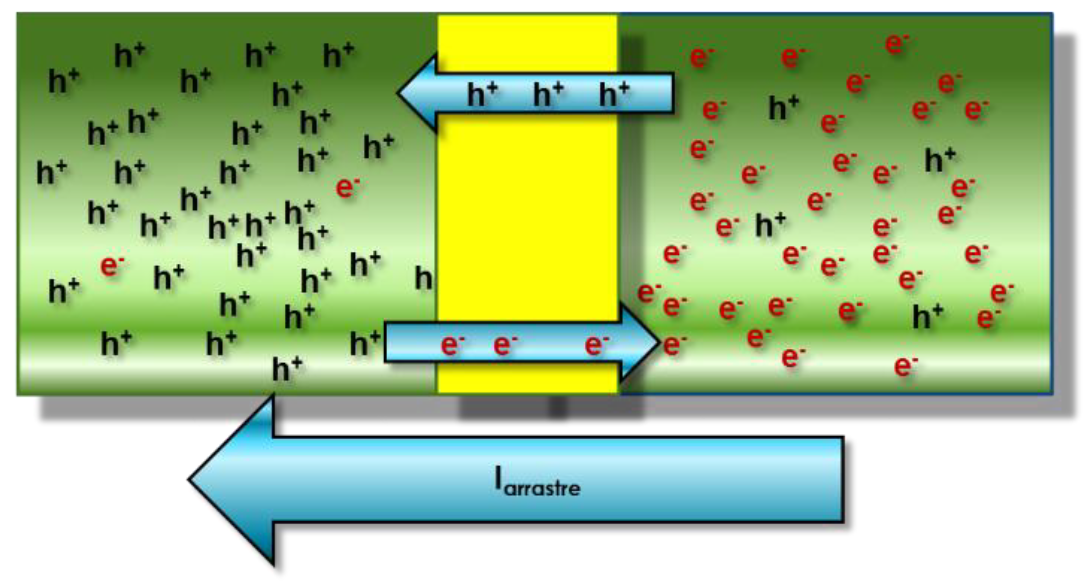 h⁺ h⁺ h⁺ e⁻ e⁻ e⁻
h⁺ h⁺ h⁺ h⁺ h⁺ h⁺ e⁻ e⁻
h⁺ h⁺ h⁺ h⁺ e⁻ h⁺ e⁻ e⁻ e⁻
h⁺ h⁺ h⁺ h⁺ h⁺ e⁻ e⁻ e⁻ e⁻ h⁺
h⁺ e⁻ e⁻ e⁻ e⁻
h⁺ h⁺ h⁺ h⁺ h⁺ e⁻ h⁺ e⁻ e⁻
e⁻ h⁺ h⁺ h⁺ e⁻ e⁻ e⁻ e⁻ e⁻
h⁺ h⁺ h⁺ h e⁻ e⁻ e⁻
h⁺ h⁺ e⁻ e⁻ e⁻ e⁻ h⁺ e⁻
h⁺ h⁺ h⁺ e⁻ e⁻ e⁻ e⁻ e⁻
h⁺ e⁻ e⁻
Iarrastre